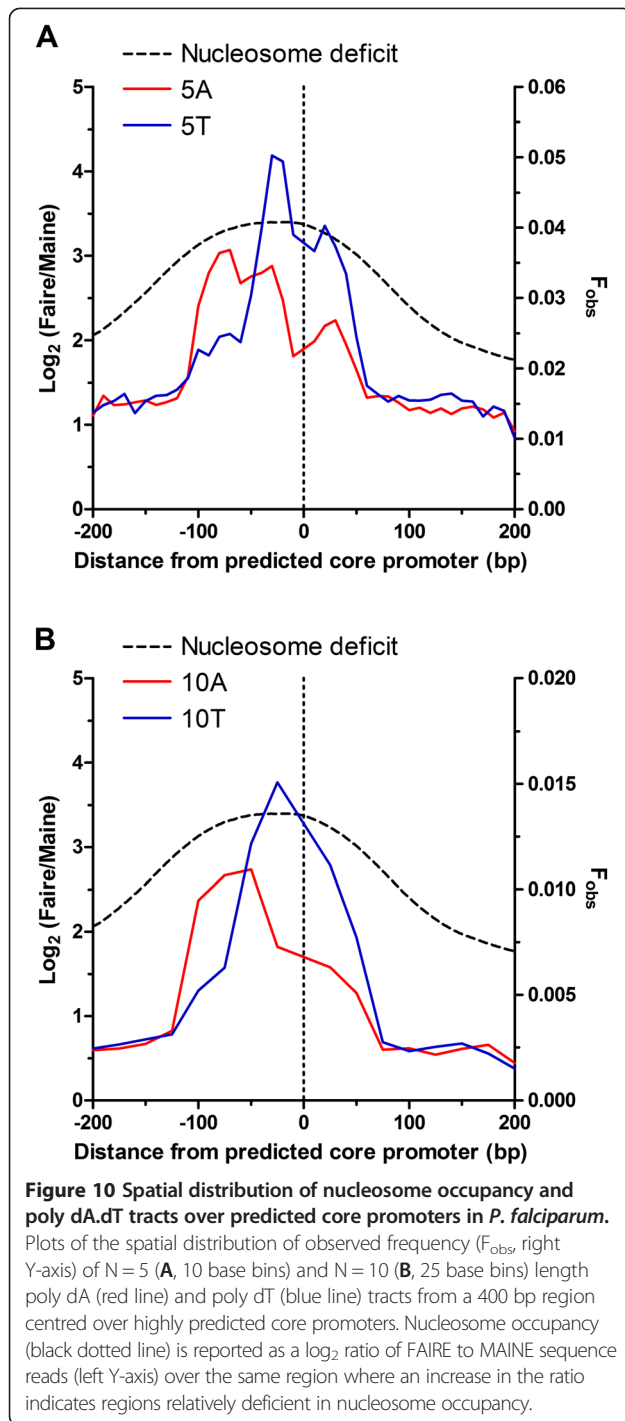 A
Nucleosome deficit
5A
5T
5
4
3
2
1
0
Log2 (Faire/Maine)
0.06
0.05
0.04
0.03
0.02
0.01
0.00
Fobs
-200
-100
0
100
200
Distance from predicted core promoter (bp)
B
Nucleosome deficit
10A
10T
5
4
3
2
1
0
Log2 (Faire/Maine)
0.020
0.015
0.010
0.005
0.000
Fobs
-200
-100
0
100
200
Distance from predicted core promoter (bp)
Figure 10 Spatial distribution of nucleosome occupancy and
poly dA.dT tracts over predicted core promoters in P. falciparum.
Plots of the spatial distribution of observed frequency (Fobs, right
Y-axis) of N = 5 (A, 10 base bins) and N = 10 (B, 25 base bins) length
poly dA (red line) and poly dT (blue line) tracts from a 400 bp region
centred over highly predicted core promoters. Nucleosome occupancy
(black dotted line) is reported as a log2 ratio of FAIRE to MAINE sequence
reads (left Y-axis) over the same region where an increase in the ratio
indicates regions relatively deficient in nucleosome occupancy.